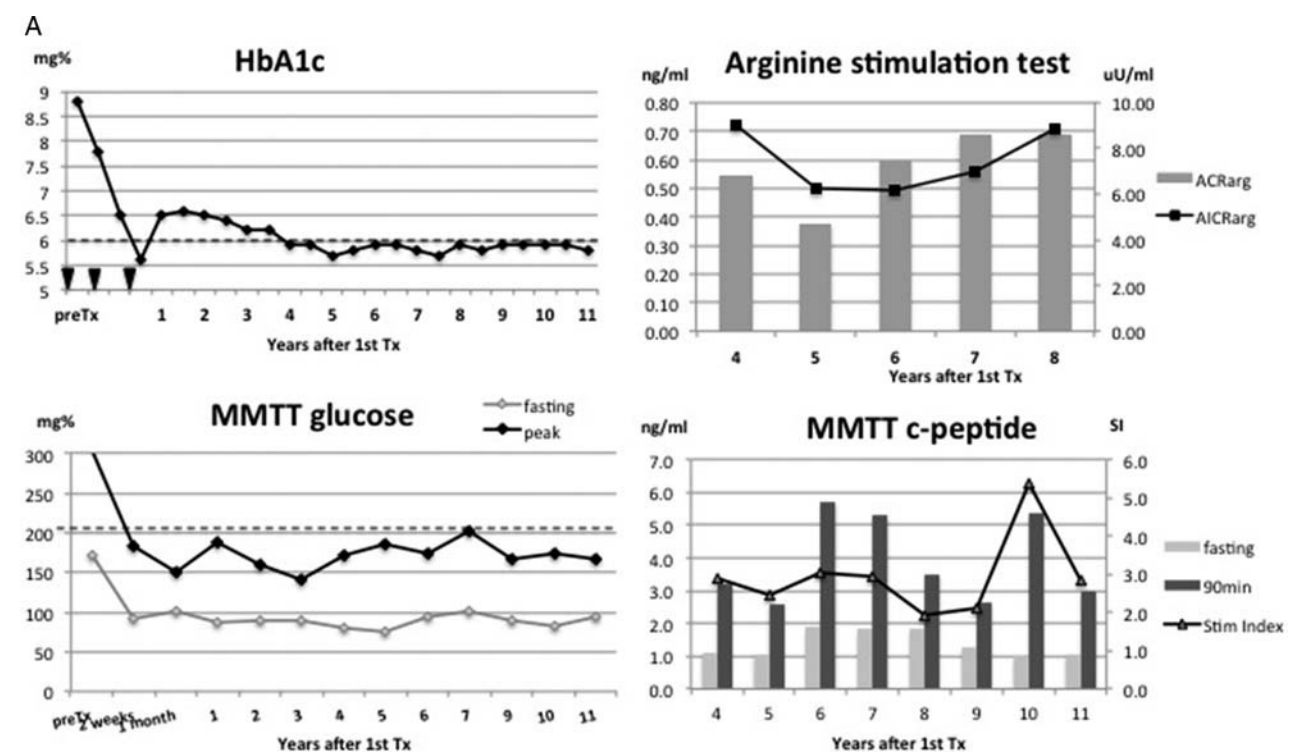 A
HbA1c
mg%
9
8.5
8
7.5
7
6.5
6
5.5
5
preTx 1 2 3 4 5 6 7 8 9 10 11
Years after 1st Tx
Arginine stimulation test
ng/ml
uU/ml
0.80
0.70
0.60
0.50
0.40
0.30
0.20
0.10
0.00
10.00
8.00
6.00
4.00
2.00
0.00
ACRarg
AICRarg
4 5 6 7 8
Years after 1st Tx
MMTT glucose
mg%
fasting
peak
300
250
200
150
100
50
0
preTx 2 weeks 1 month 1 2 3 4 5 6 7 9 10 11
Years after 1st Tx
MMTT c-peptide
ng/ml
SI
7.0
6.0
5.0
4.0
3.0
2.0
1.0
0.0
6.0
5.0
4.0
3.0
2.0
1.0
0.0
fasting
90min
Stim Index
4 5 6 7 8 9 10 11
Years after 1st Tx